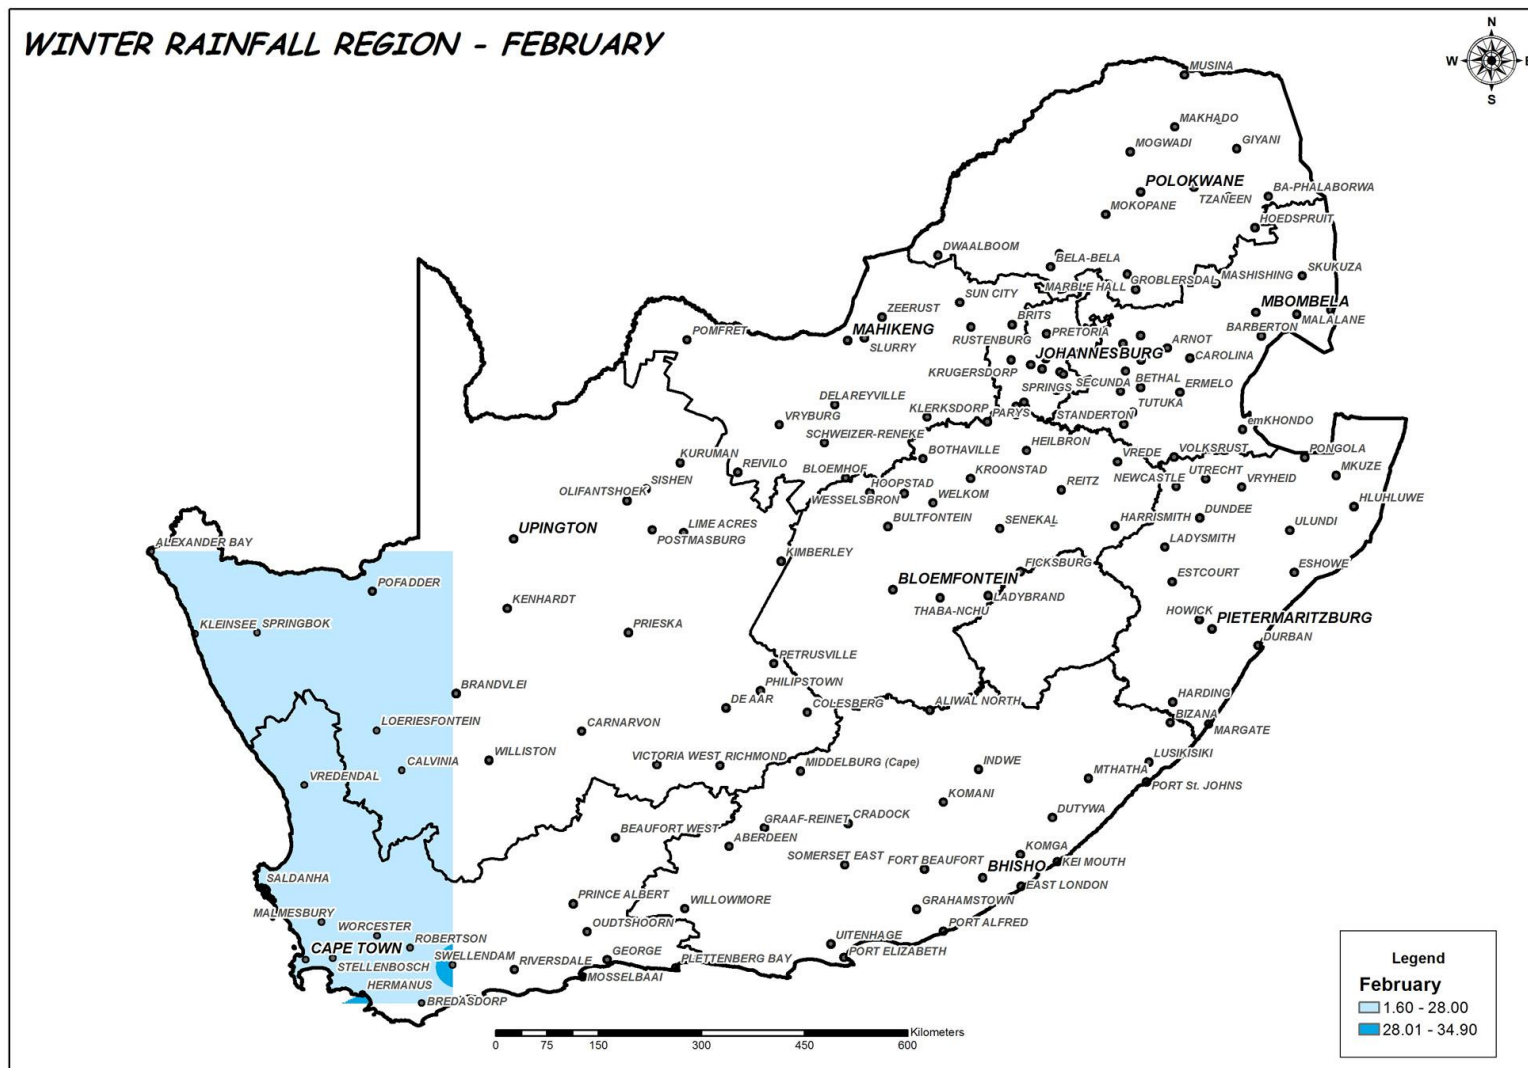 WINTER RAINFALL REGION - FEBRUARY
N
W
E
S
MUSINA
MAKHADO
MOGWADI
GIYANI
POLOKWANE
TZANEEN
BA-PHALABORWA
MOKOPANE
HOEDSPRUIT
DWAALBOOM
BELA-BELA
GROBLERSDAL
MASHISHING
SKUKUZA
MARBLE HALL
SUN CITY
ZEERUST
MBOMBELA
MALALANE
BRITS
MAHIKENG
BARBERTON
POMFRET
SLURRY
RUSTENBURG
PRETORIA
ARNOT
JOHANNESBURG
CAROLINA
KRUGERSDORP
SPRINGS
SECUNDA
BETHAL
ERMELO
DELAREYVILLE
TUTUKA
VRYBURG
KLERKSDORP
PARYS
STANDERTON
emKHONDO
SCHWEIZER-RENEKE
HEILBRON
KURUMAN
REIVILO
BOTHAVILLE
VREDE
VOLKSRUST
PONGOLA
SISHEN
BLOEMHOF
KROONSTAD
UTRECHT
MKUZE
OLIFANTSHOEK
HOOPSTAD
REITZ
NEWCASTLE
VRYHEID
WESSELSBRON
WELKOM
HLUHLUWE
UPINGTON
LIME ACRES
BULTFONTEIN
SENEKAL
HARRISMITH
DUNDEE
ULUNDI
POSTMASBURG
ALEXANDER BAY
KIMBERLEY
LADYSMITH
FICKSBURG
POFADDER
BLOEMFONTEIN
ESTCOURT
ESHOWE
KENHARDT
THABA-NCHU
LADYBRAND
KLEINSEE
SPRINGBOK
PRIESKA
HOWICK
PIETERMARITZBURG
DURBAN
PETRUSVILLE
BRANDVLEI
PHILIPSTOWN
DE AAR
COLESBERG
ALIWAL NORTH
HARDING
LOERIESFONTEIN
CARNARVON
BIZANA
MARGATE
WILLISTON
VICTORIA WEST
RICHMOND
MIDDELBURG (Cape)
INDWE
LUSIKISIKI
CALVINIA
MTHATHA
VREDENDAL
PORT St. JOHNS
KOMANI
DUTYWA
BEAUFORT WEST
GRAAF-REINET
CRADOCK
ABERDEEN
KOMGA
SOMERSET EAST
FORT BEAUFORT
BHISHO
KEI MOUTH
SALDANHA
EAST LONDON
PRINCE ALBERT
WILLOWMORE
GRAHAMSTOWN
MALMESBURY
WORCESTER
OUDTSHOORN
PORT ALFRED
ROBERTSON
UITENHAGE
CAPE TOWN
SWELLENDAM
RIVERSDALE
GEORGE
PLETTENBERG BAY
PORT ELIZABETH
STELLENBOSCH
MOSSELBAAI
HERMANUS
BREDASDORP
Kilometers
0 75 150 300 450 600
Legend
February
1.60 - 28.00
28.01 - 34.90